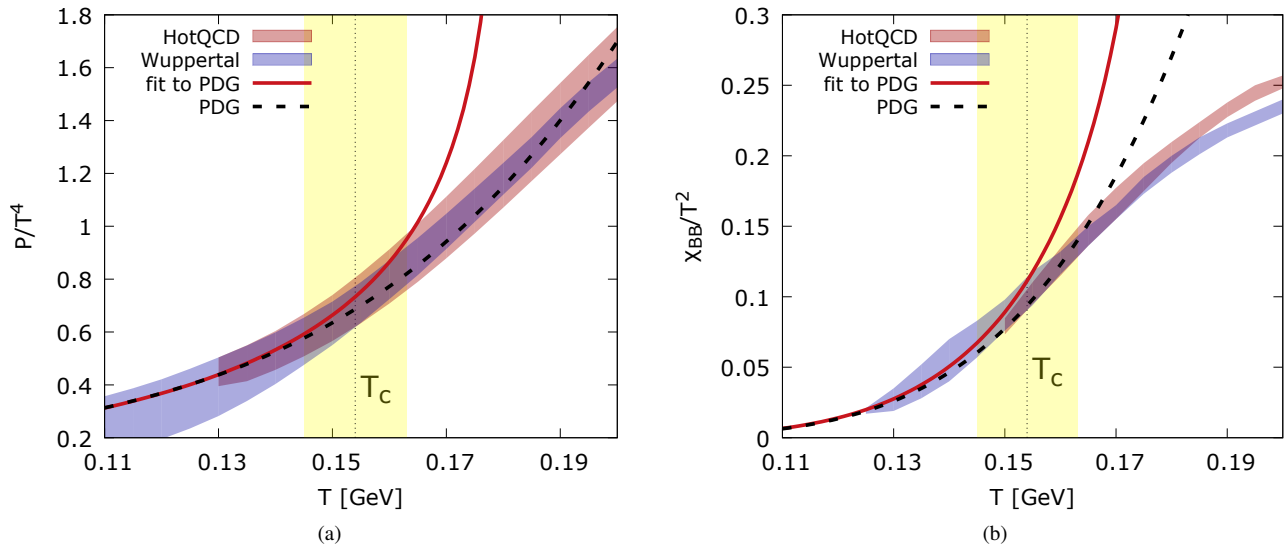 1.8
1.6
1.4
1.2
1
0.8
0.6
0.4
0.2
P/T⁴
HotQCD
Wuppertal
fit to PDG
PDG
T_c
0.11
0.13
0.15
0.17
0.19
T [GeV]
(a)
0.3
0.25
0.2
0.15
0.1
0.05
0
χ_BB/T²
HotQCD
Wuppertal
fit to PDG
PDG
T_c
0.11
0.13
0.15
0.17
0.19
T [GeV]
(b)